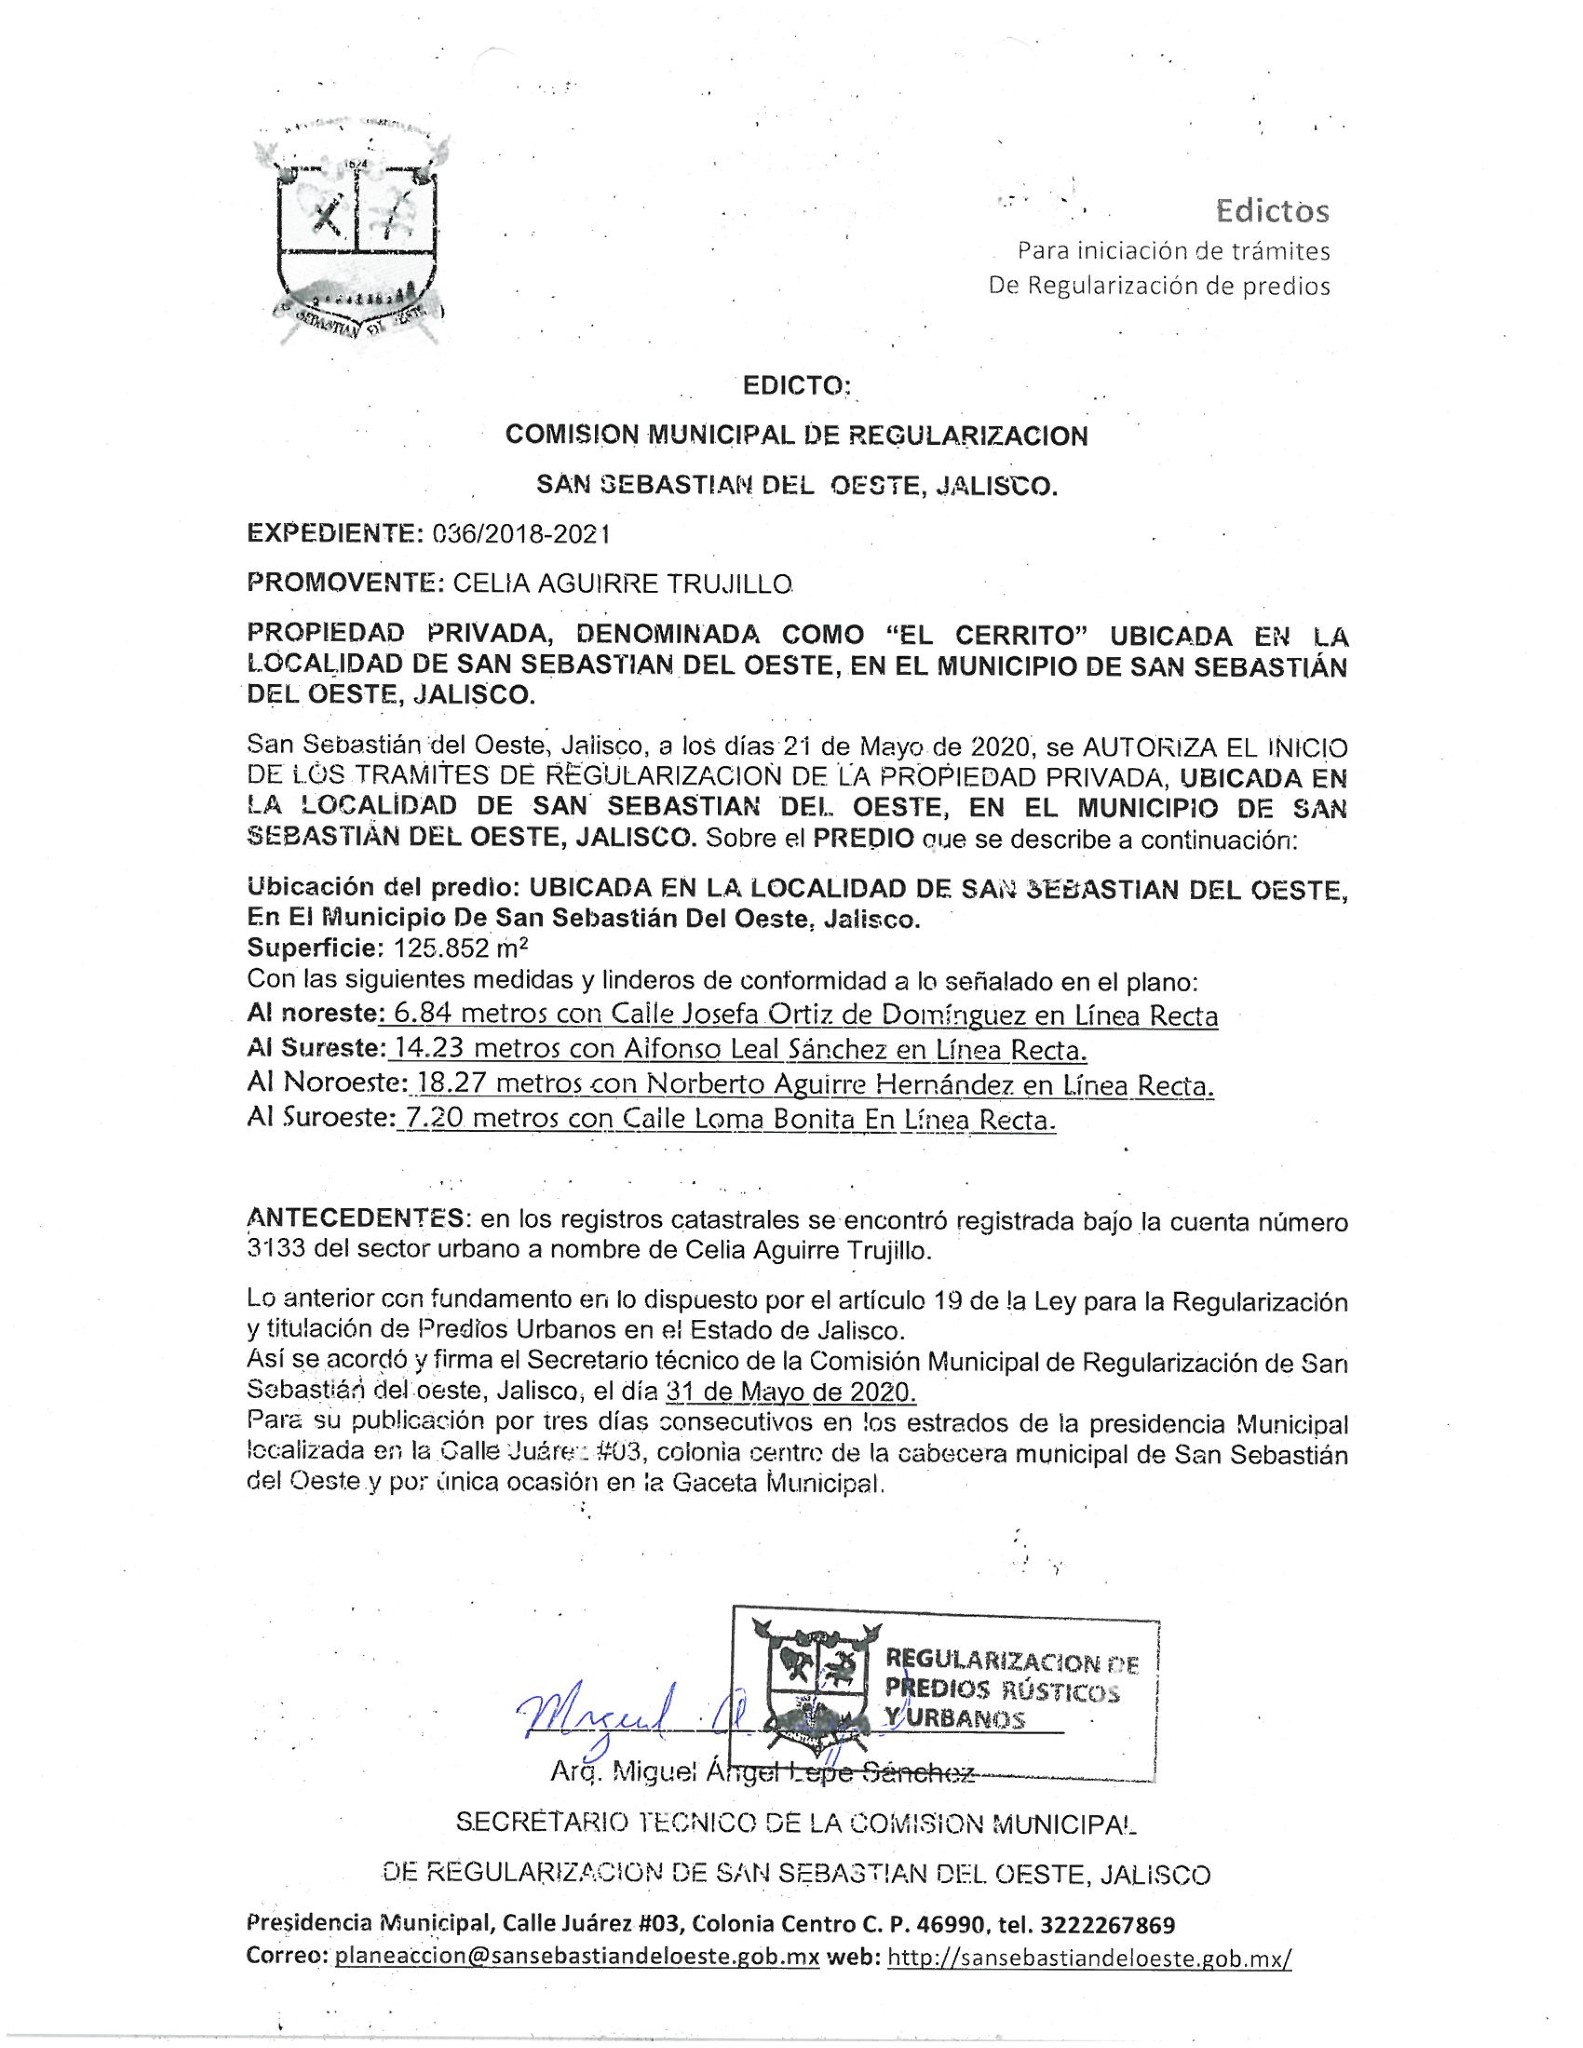 1624
SEBASTIAN DEL OESTE
Edictos
Para iniciación de trámites
De Regularización de predios
EDICTO:
COMISION MUNICIPAL DE REGULARIZACION
SAN SEBASTIAN DEL OESTE, JALISCO.
EXPEDIENTE: 036/2018-2021
PROMOVENTE: CELIA AGUIRRE TRUJILLO
PROPIEDAD PRIVADA, DENOMINADA COMO “EL CERRITO” UBICADA EN LA
LOCALIDAD DE SAN SEBASTIAN DEL OESTE, EN EL MUNICIPIO DE SAN SEBASTIÁN
DEL OESTE, JALISCO.
San Sebastián del Oeste, Jalisco, a los días 21 de Mayo de 2020, se AUTORIZA EL INICIO
DE LOS TRAMITES DE REGULARIZACION DE LA PROPIEDAD PRIVADA, UBICADA EN
LA LOCALIDAD DE SAN SEBASTIAN DEL OESTE, EN EL MUNICIPIO DE SAN
SEBASTIÁN DEL OESTE, JALISCO. Sobre el PREDIO que se describe a continuación:
Ubicación del predio: UBICADA EN LA LOCALIDAD DE SAN SEBASTIAN DEL OESTE,
En El Municipio De San Sebastián Del Oeste, Jalisco.
Superficie: 125.852 m²
Con las siguientes medidas y linderos de conformidad a lo señalado en el plano:
Al noreste: 6.84 metros con Calle Josefa Ortiz de Domínguez en Línea Recta
Al Sureste: 14.23 metros con Alfonso Leal Sánchez en Línea Recta.
Al Noroeste: 18.27 metros con Norberto Aguirre Hernández en Línea Recta.
Al Suroeste: 7.20 metros con Calle Loma Bonita En Línea Recta.
ANTECEDENTES: en los registros catastrales se encontró registrada bajo la cuenta número
3133 del sector urbano a nombre de Celia Aguirre Trujillo.
Lo anterior con fundamento en lo dispuesto por el artículo 19 de la Ley para la Regularización
y titulación de Predios Urbanos en el Estado de Jalisco.
Así se acordó y firma el Secretario técnico de la Comisión Municipal de Regularización de San
Sebastián del oeste, Jalisco, el día 31 de Mayo de 2020.
Para su publicación por tres días consecutivos en los estrados de la presidencia Municipal
localizada en la Calle Juárez #03, colonia centro de la cabecera municipal de San Sebastián
del Oeste y por única ocasión en la Gaceta Municipal.
REGULARIZACION DE
PREDIOS RÚSTICOS
Y URBANOS
Miguel A
Arq. Miguel Ángel Lepe Sánchez
SECRETARIO TECNICO DE LA COMISION MUNICIPAL
DE REGULARIZACION DE SAN SEBASTIAN DEL OESTE, JALISCO
Presidencia Municipal, Calle Juárez #03, Colonia Centro C. P. 46990, tel. 3222267869
Correo: planeaccion@sansebastiandeloeste.gob.mx web: http://sansebastiandeloeste.gob.mx/